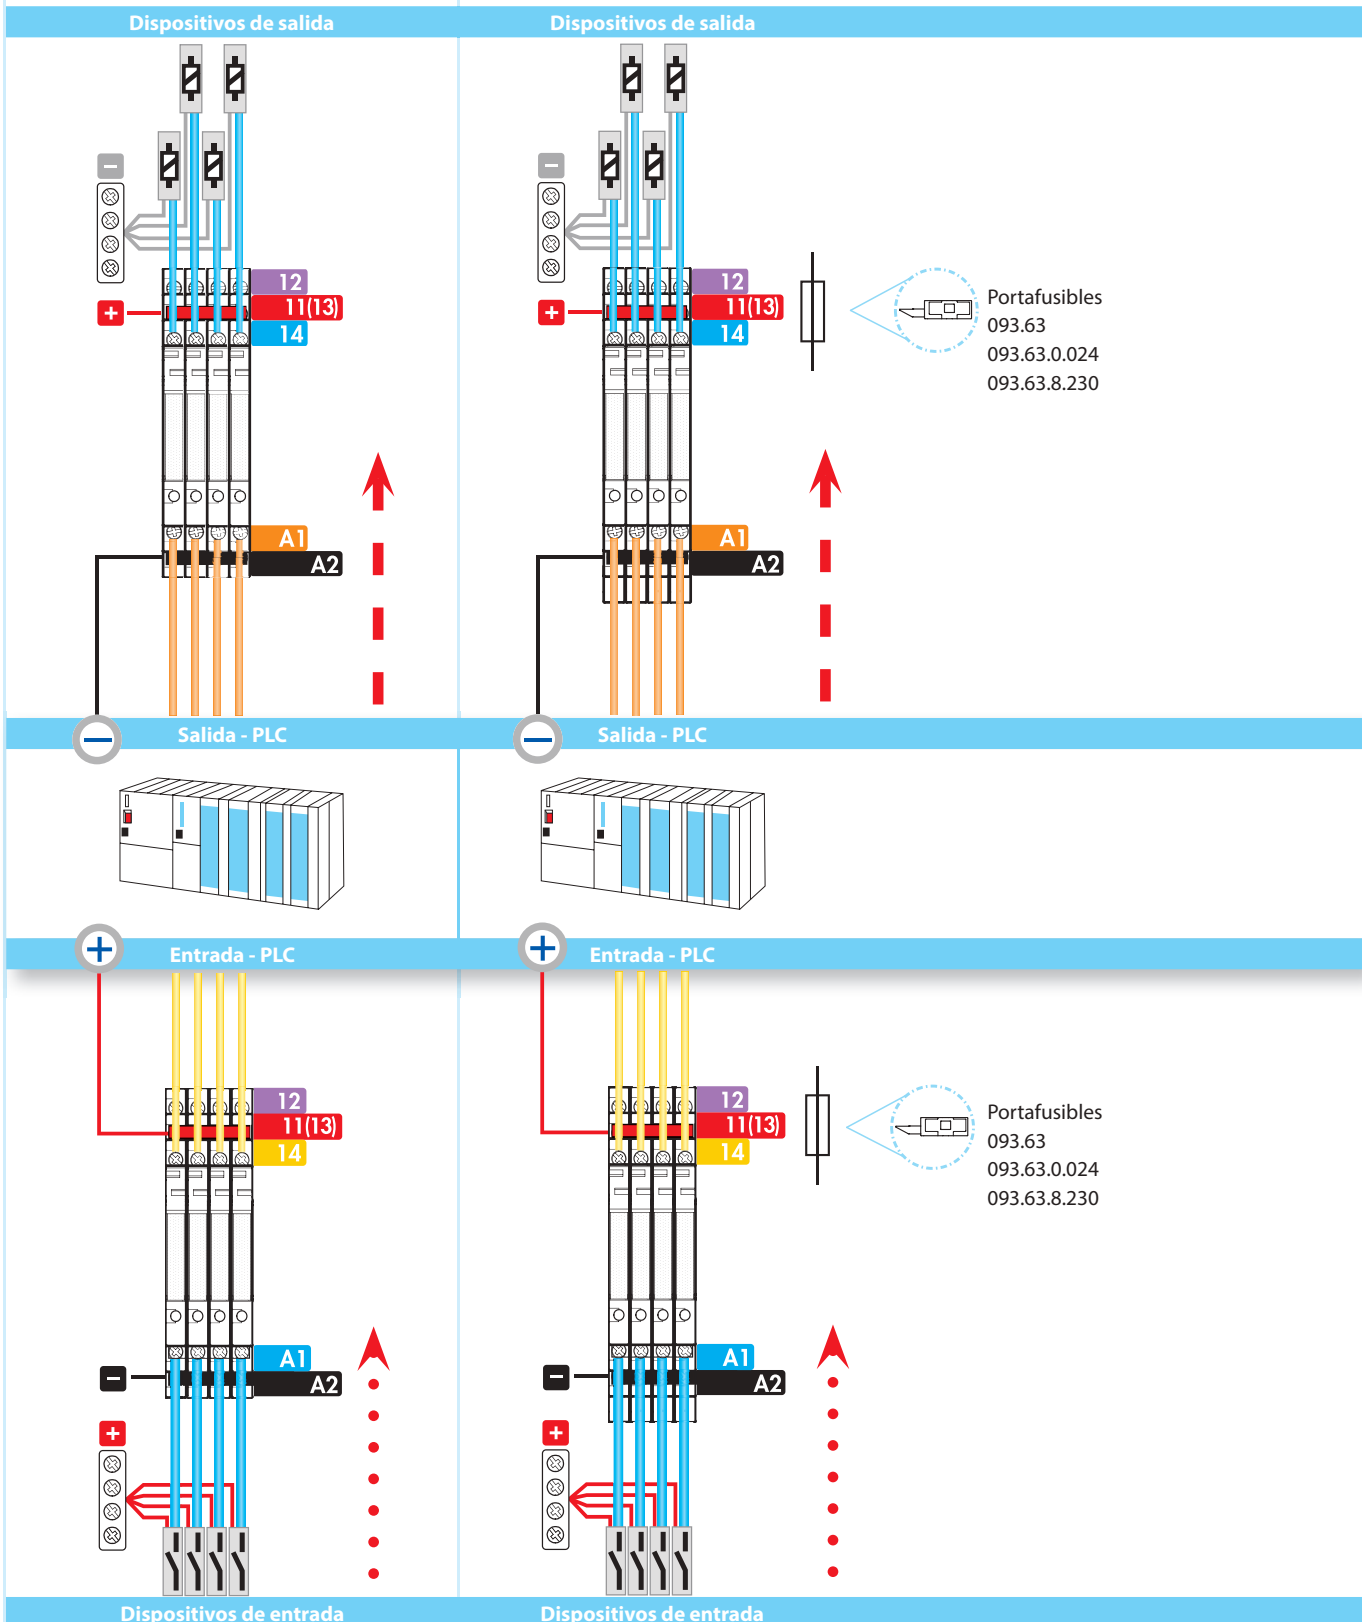 Dispositivos de salida
Dispositivos de salida
−
−
12
11(13)
14
+
12
11(13)
14
+
Portafusibles
093.63
093.63.0.024
093.63.8.230
A1
A2
A1
A2
−
Salida - PLC
−
Salida - PLC
+
Entrada - PLC
+
Entrada - PLC
12
11(13)
14
12
11(13)
14
Portafusibles
093.63
093.63.0.024
093.63.8.230
A1
A2
−
A1
A2
−
+
+
Dispositivos de entrada
Dispositivos de entrada